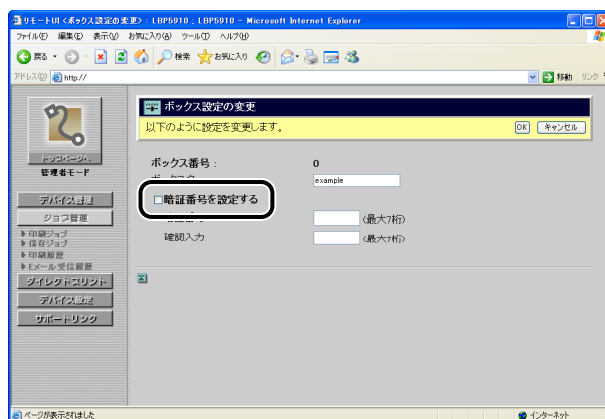 リモートUI <ボックス設定の変更> : LBP5910 ; LBP5910 - Microsoft Internet Explorer
ファイル(F) 編集(E) 表示(V) お気に入り(A) ツール(T) ヘルプ(H)
戻る 検索 お気に入り
アドレス(D) http:// 移動 リンク
ボックス設定の変更
以下のように設定を変更します。
OK キャンセル
トップページへ
管理者モード
デバイス管理
ジョブ管理
印刷ジョブ
保存ジョブ
印刷履歴
Eメール受信履歴
ダイレクトプリント
デバイス設定
サポートリンク
ボックス番号 : 0
example
暗証番号を設定する
(最大7桁)
確認入力 (最大7桁)
ページが表示されました
インターネット